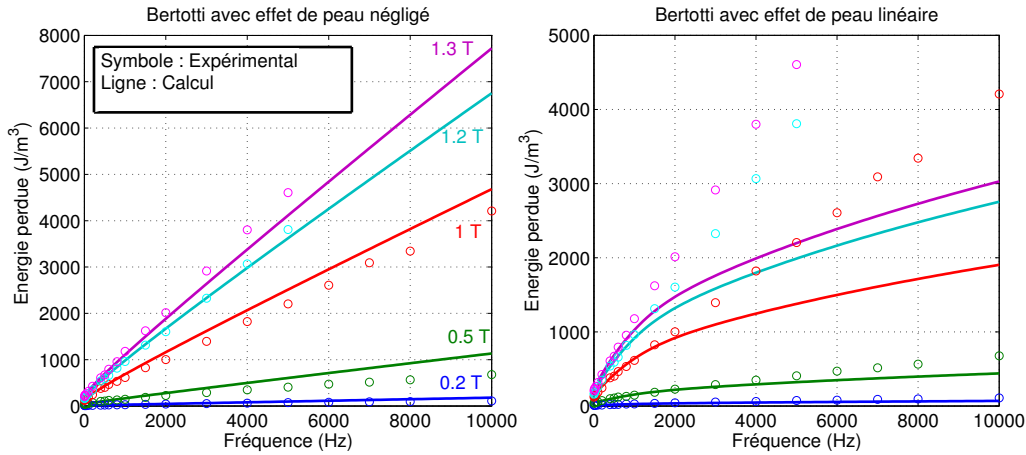 Bertotti avec effet de peau négligé
Energie perdue (J/m³)
8000
7000
6000
5000
4000
3000
2000
1000
0
Symbole : Expérimental
Ligne : Calcul
1.3 T
1.2 T
1 T
0.5 T
0.2 T
0 2000 4000 6000 8000 10000
Fréquence (Hz)
Bertotti avec effet de peau linéaire
Energie perdue (J/m³)
5000
4000
3000
2000
1000
0
0 2000 4000 6000 8000 10000
Fréquence (Hz)